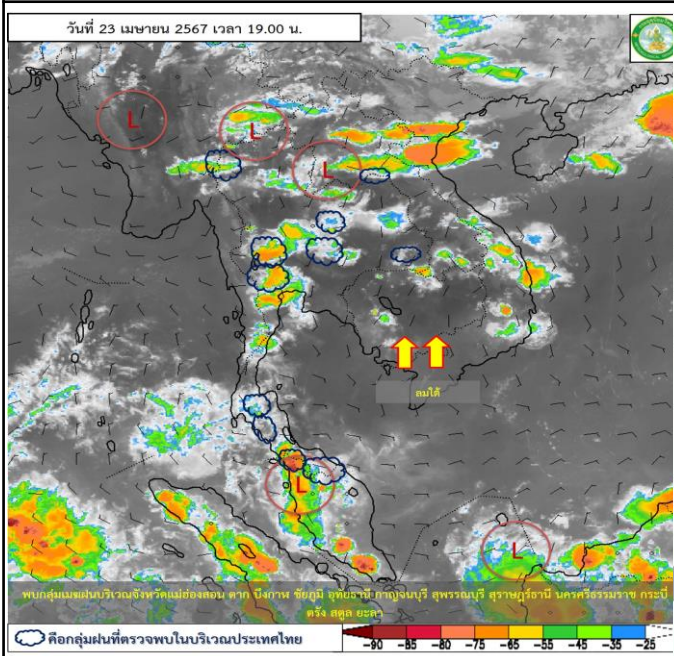 วันที่ 23 เมษายน 2567 เวลา 19.00 น.
L
L
L
ลมใต้
L
L
พบกลุ่มเมฆฝนบริเวณจังหวัดแม่ฮ่องสอน ตาก บึงกาฬ ชัยภูมิ อุทัยธานี กาญจนบุรี สุพรรณบุรี สุราษฎร์ธานี นครศรีธรรมราช กระบี่
ตรัง สตูล ยะลา
คือกลุ่มฝนที่ตรวจพบในบริเวณประเทศไทย
-90 -85 -80 -75 -65 -55 -45 -35 -25